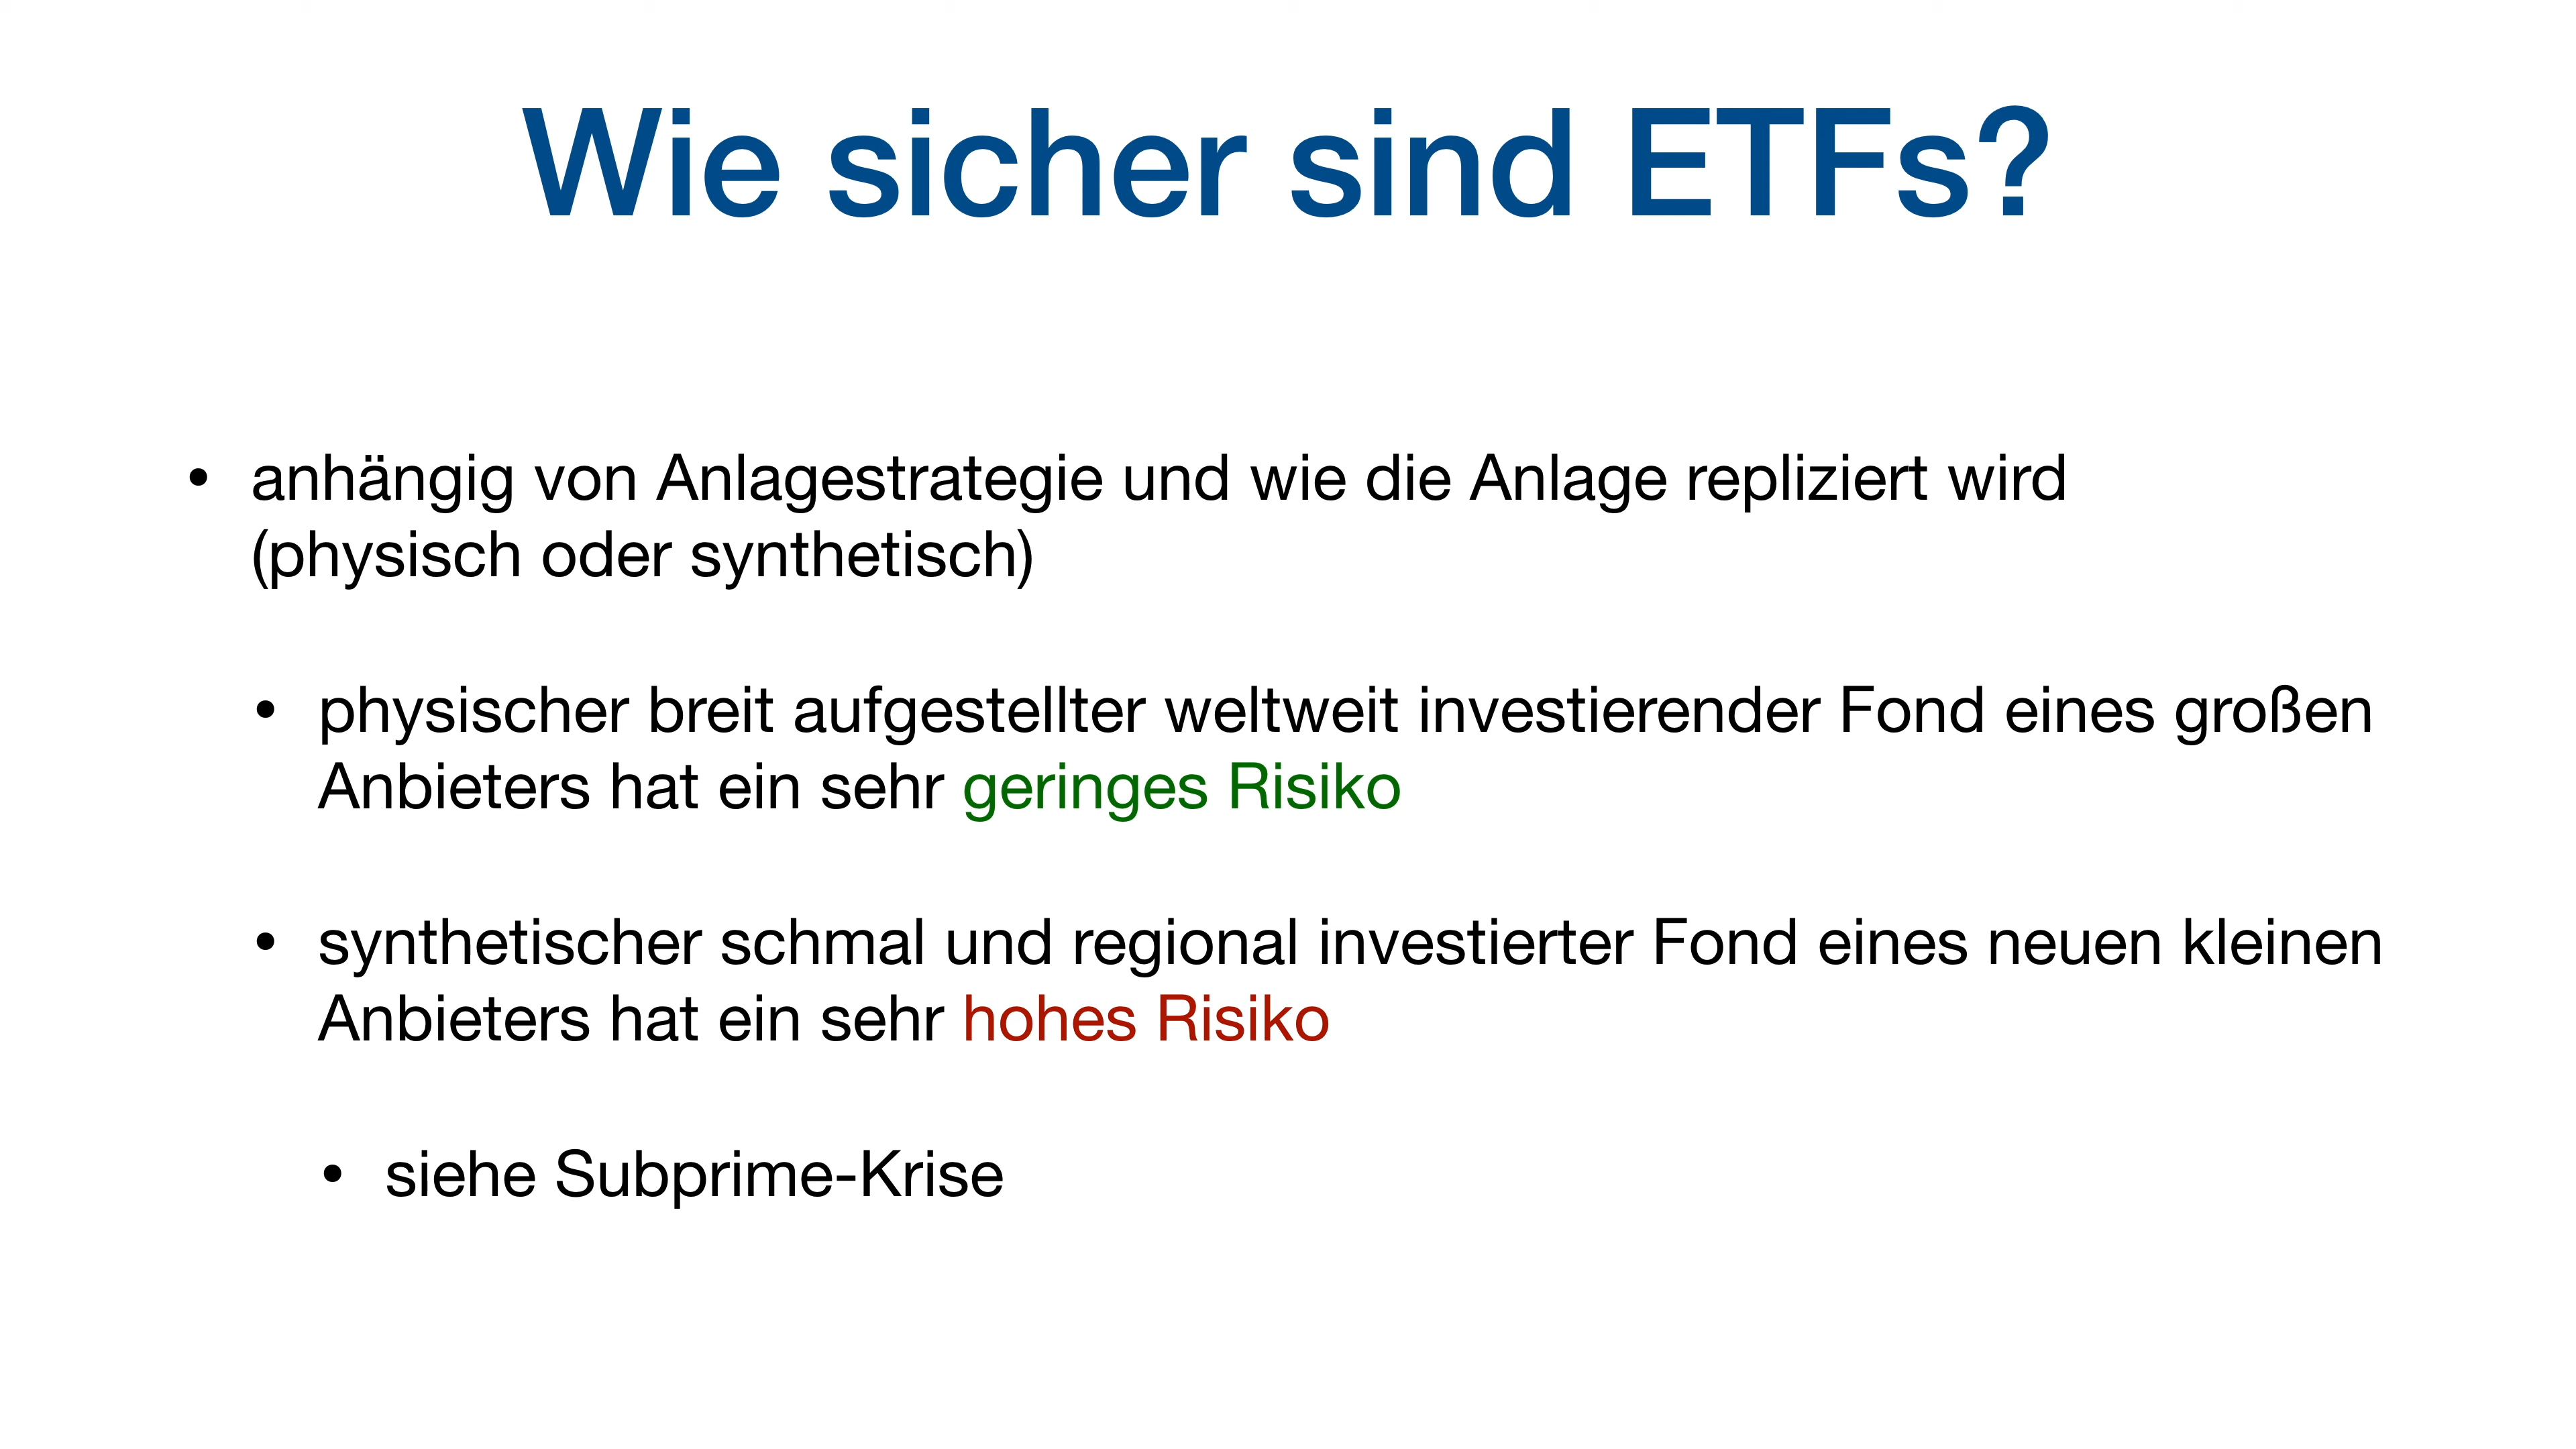 Wie sicher sind ETFs?
• anhängig von Anlagestrategie und wie die Anlage repliziert wird
(physisch oder synthetisch)
• physischer breit aufgestellter weltweit investierender Fond eines großen
Anbieters hat ein sehr geringes Risiko
• synthetischer schmal und regional investierter Fond eines neuen kleinen
Anbieters hat ein sehr hohes Risiko
• siehe Subprime-Krise